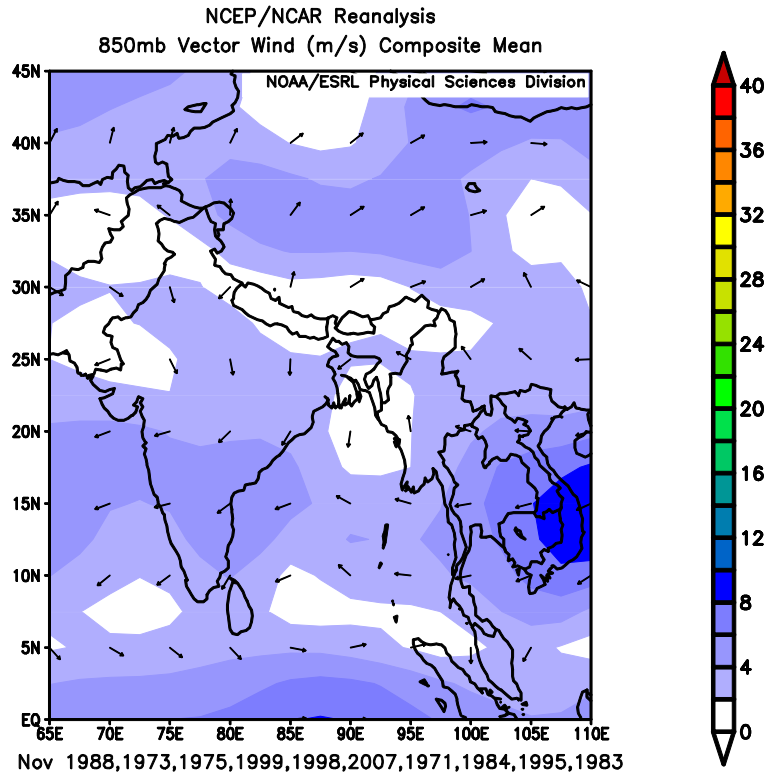 NCEP/NCAR Reanalysis
850mb Vector Wind (m/s) Composite Mean
NOAA/ESRL Physical Sciences Division
45N
40N
35N
30N
25N
20N
15N
10N
5N
EQ
65E 70E 75E 80E 85E 90E 95E 100E 105E 110E
40
36
32
28
24
20
16
12
8
4
0
Nov 1988,1973,1975,1999,1998,2007,1971,1984,1995,1983